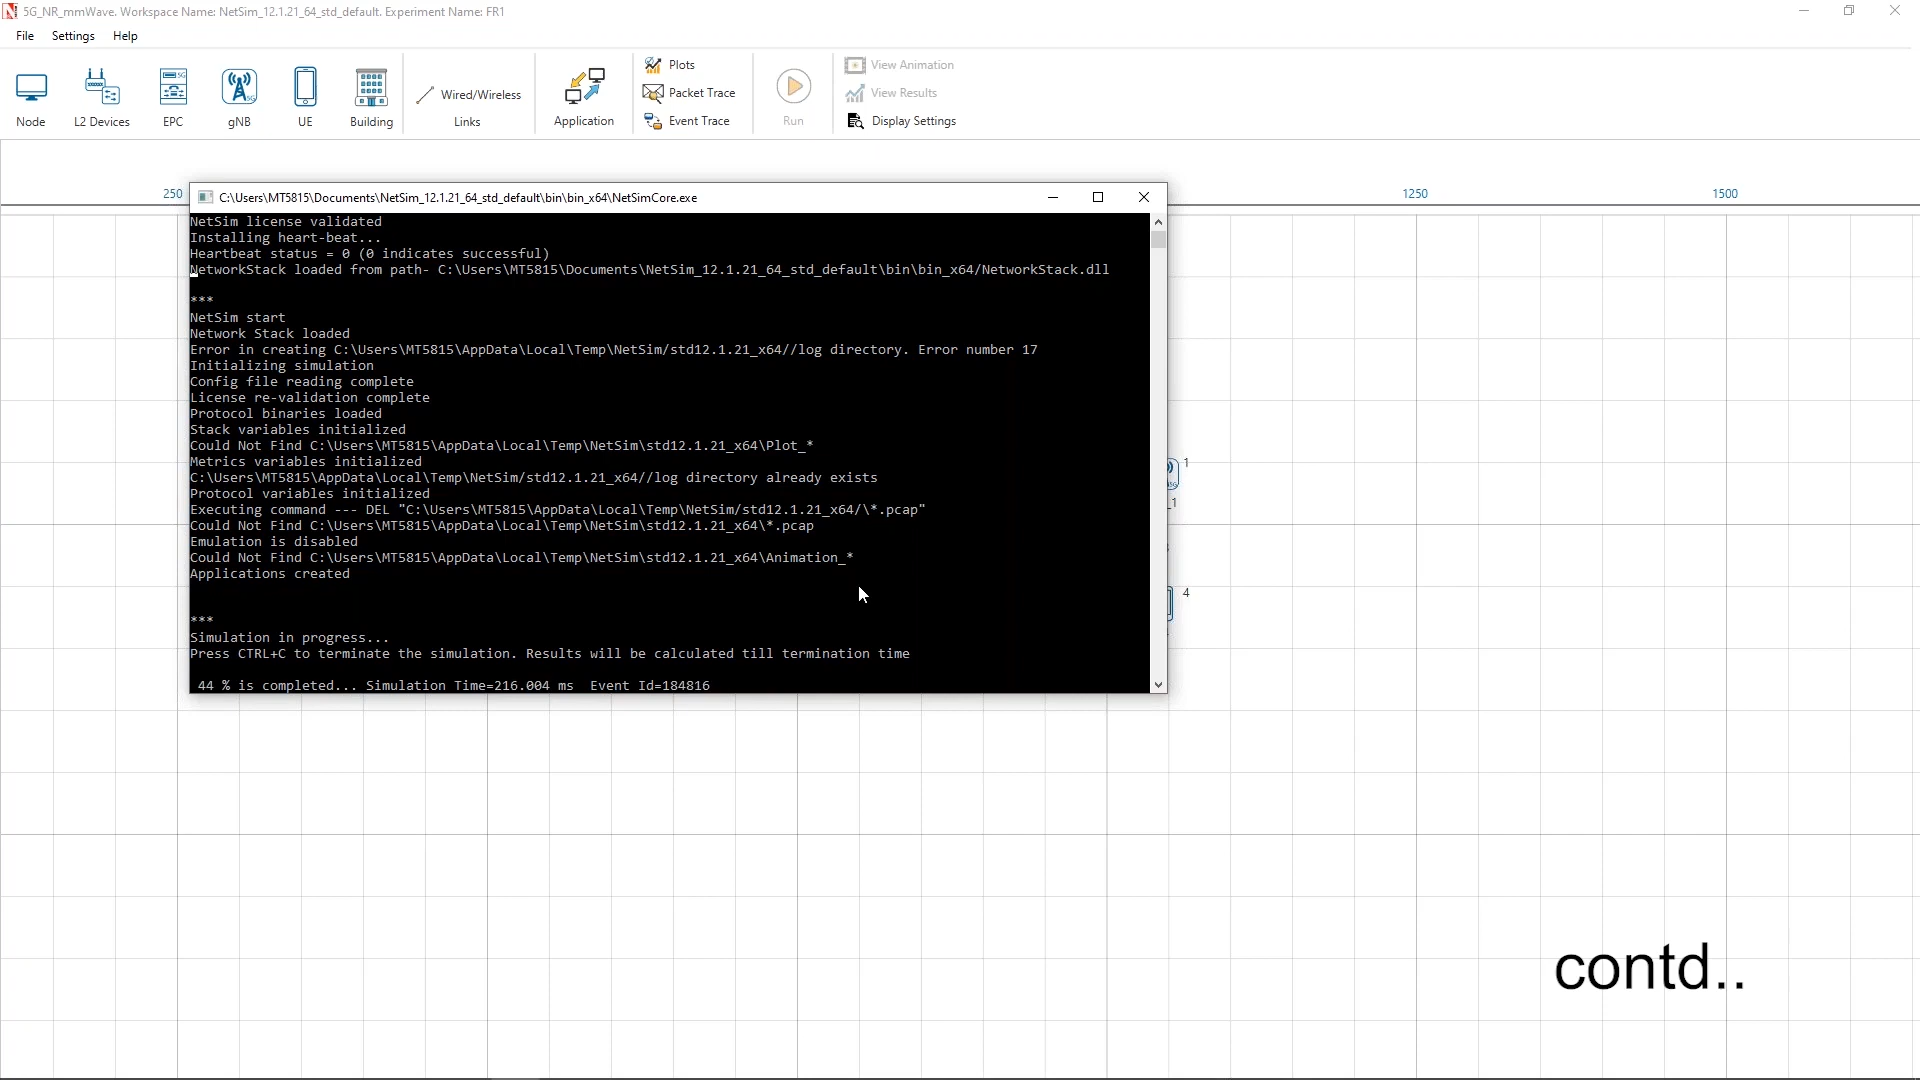 5G_NR_mmWave. Workspace Name: NetSim_12.1.21_64_std_default. Experiment Name: FR1
File Settings Help
Node
L2 Devices
EPC
gNB
UE
Building
Wired/Wireless
Links
Application
Plots
Packet Trace
Event Trace
Run
View Animation
View Results
Display Settings
250
1250
1500
C:\Users\MT5815\Documents\NetSim_12.1.21_64_std_default\bin\bin_x64\NetSimCore.exe
NetSim license validated
Installing heart-beat...
Heartbeat status = 0 (0 indicates successful)
NetworkStack loaded from path- C:\Users\MT5815\Documents\NetSim_12.1.21_64_std_default\bin\bin_x64/NetworkStack.dll
***
NetSim start
Network Stack loaded
Error in creating C:\Users\MT5815\AppData\Local\Temp\NetSim/std12.1.21_x64//log directory. Error number 17
Initializing simulation
Config file reading complete
License re-validation complete
Protocol binaries loaded
Stack variables initialized
Could Not Find C:\Users\MT5815\AppData\Local\Temp\NetSim\std12.1.21_x64\Plot_*
Metrics variables initialized
C:\Users\MT5815\AppData\Local\Temp\NetSim/std12.1.21_x64//log directory already exists
Protocol variables initialized
Executing command --- DEL "C:\Users\MT5815\AppData\Local\Temp\NetSim/std12.1.21_x64/\*.pcap"
Could Not Find C:\Users\MT5815\AppData\Local\Temp\NetSim\std12.1.21_x64\*.pcap
Emulation is disabled
Could Not Find C:\Users\MT5815\AppData\Local\Temp\NetSim\std12.1.21_x64\Animation_*
Applications created
***
Simulation in progress...
Press CTRL+C to terminate the simulation. Results will be calculated till termination time
44 % is completed... Simulation Time=216.004 ms Event Id=184816
1
_1
4
contd..